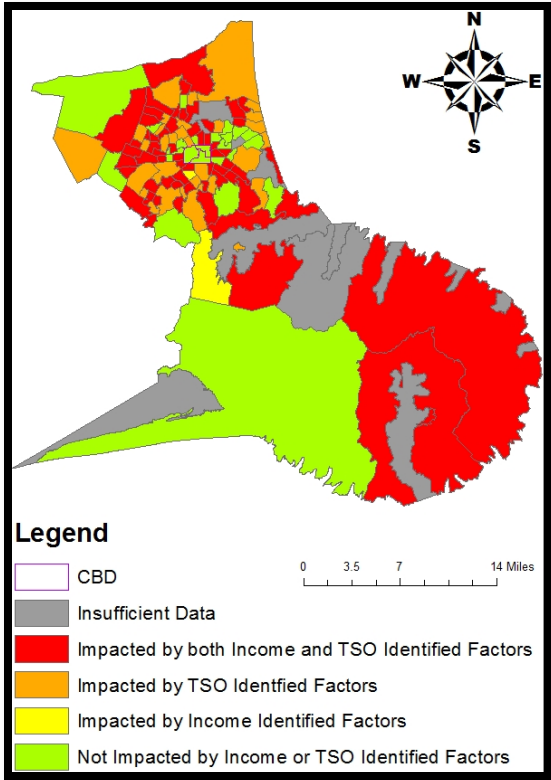 N
W E
S
Legend
0 3.5 7 14 Miles
CBD
Insufficient Data
Impacted by both Income and TSO Identified Factors
Impacted by TSO Identfied Factors
Impacted by Income Identified Factors
Not Impacted by Income or TSO Identified Factors